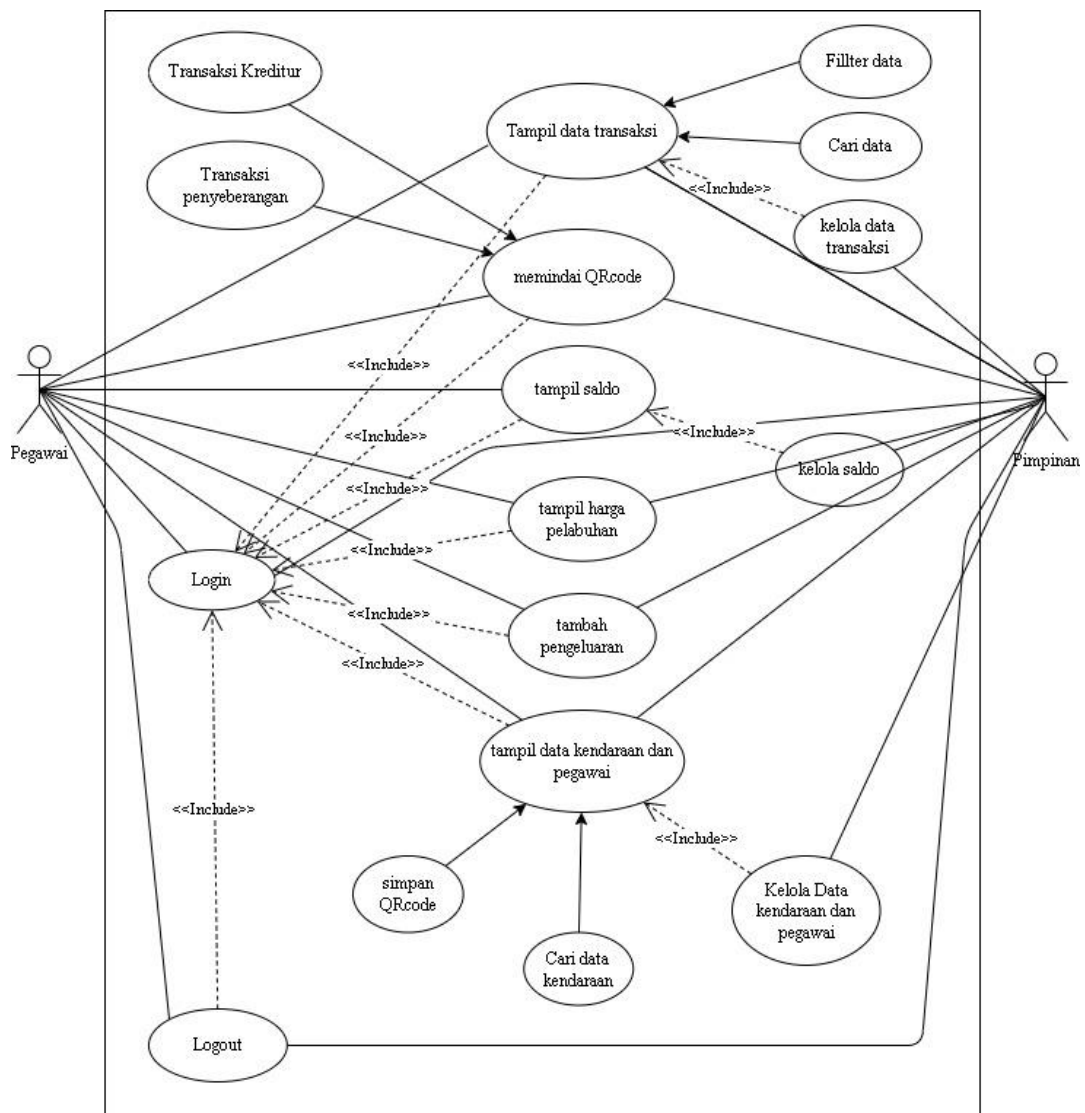 Transaksi Kreditur
Fillter data
Tampil data transaksi
Cari data
Transaksi
penyeberangan
<<Include>>
kelola data
transaksi
memindai QRcode
<<Include>>
tampil saldo
<<Include>>
<<Include>>
Pegawai
kelola saldo
Pimpinan
<<Include>>
tampil harga
pelabuhan
<<Include>>
Login
<<Include>>
tambah
pengeluaran
<<Include>>
tampil data kendaraan dan
pegawai
<<Include>>
<<Include>>
simpan
QRcode
Kelola Data
kendaraan dan
pegawai
Cari data
kendaraan
Logout